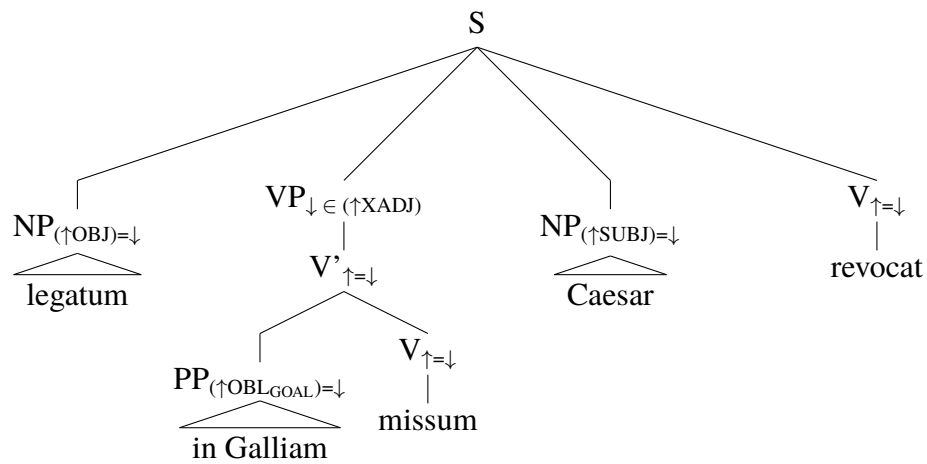 S
NP(↑OBJ)=↓ VP↓ ∈ (↑XADJ) NP(↑SUBJ)=↓ V↑=↓
legatum V’↑=↓ Caesar revocat
PP(↑OBLGOAL)=↓ V↑=↓
in Galliam missum